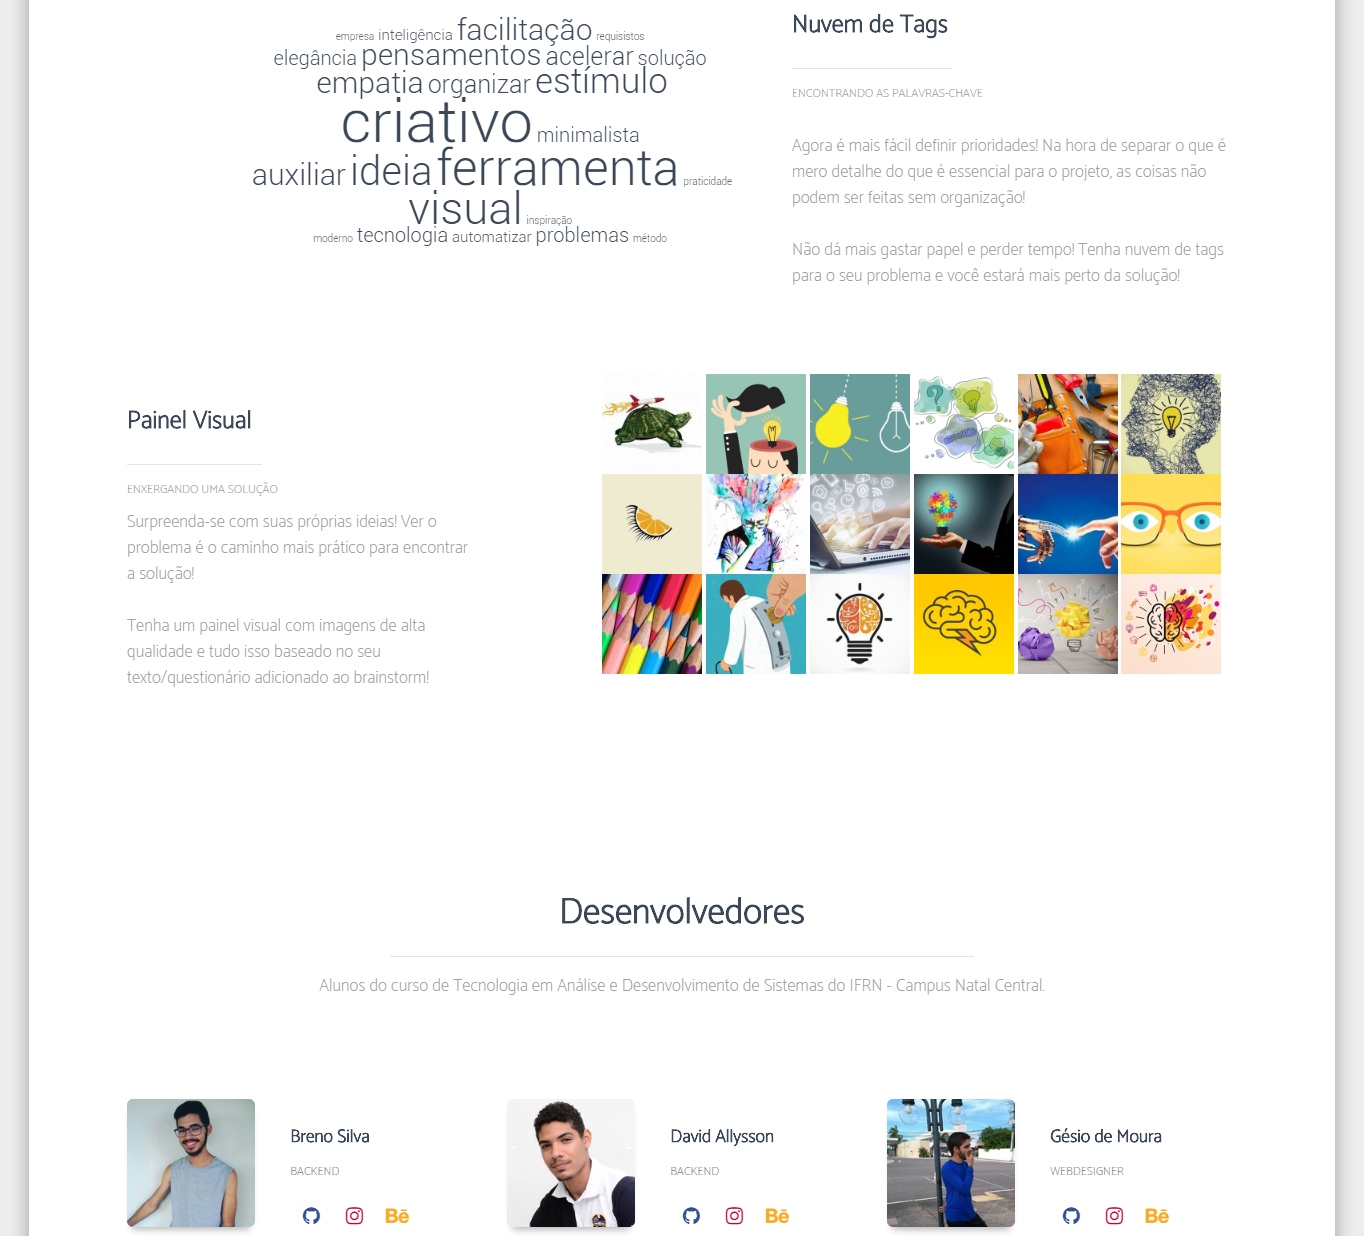 empresa inteligência facilitação requisistos
elegância pensamentos acelerar solução
empatia organizar estímulo
criativo minimalista
auxiliar ideia ferramenta praticidade
visual inspiração
moderno tecnologia automatizar problemas método
Nuvem de Tags
ENCONTRANDO AS PALAVRAS-CHAVE
Agora é mais fácil definir prioridades! Na hora de separar o que é
mero detalhe do que é essencial para o projeto, as coisas não
podem ser feitas sem organização!
Não dá mais gastar papel e perder tempo! Tenha nuvem de tags
para o seu problema e você estará mais perto da solução!
Painel Visual
ENXERGANDO UMA SOLUÇÃO
Surpreenda-se com suas próprias ideias! Ver o
problema é o caminho mais prático para encontrar
a solução!
Tenha um painel visual com imagens de alta
qualidade e tudo isso baseado no seu
texto/questionário adicionado ao brainstorm!
Desenvolvedores
Alunos do curso de Tecnologia em Análise e Desenvolvimento de Sistemas do IFRN - Campus Natal Central.
Breno Silva
BACKEND
Bē
David Allysson
BACKEND
Bē
Gésio de Moura
WEBDESIGNER
Bē